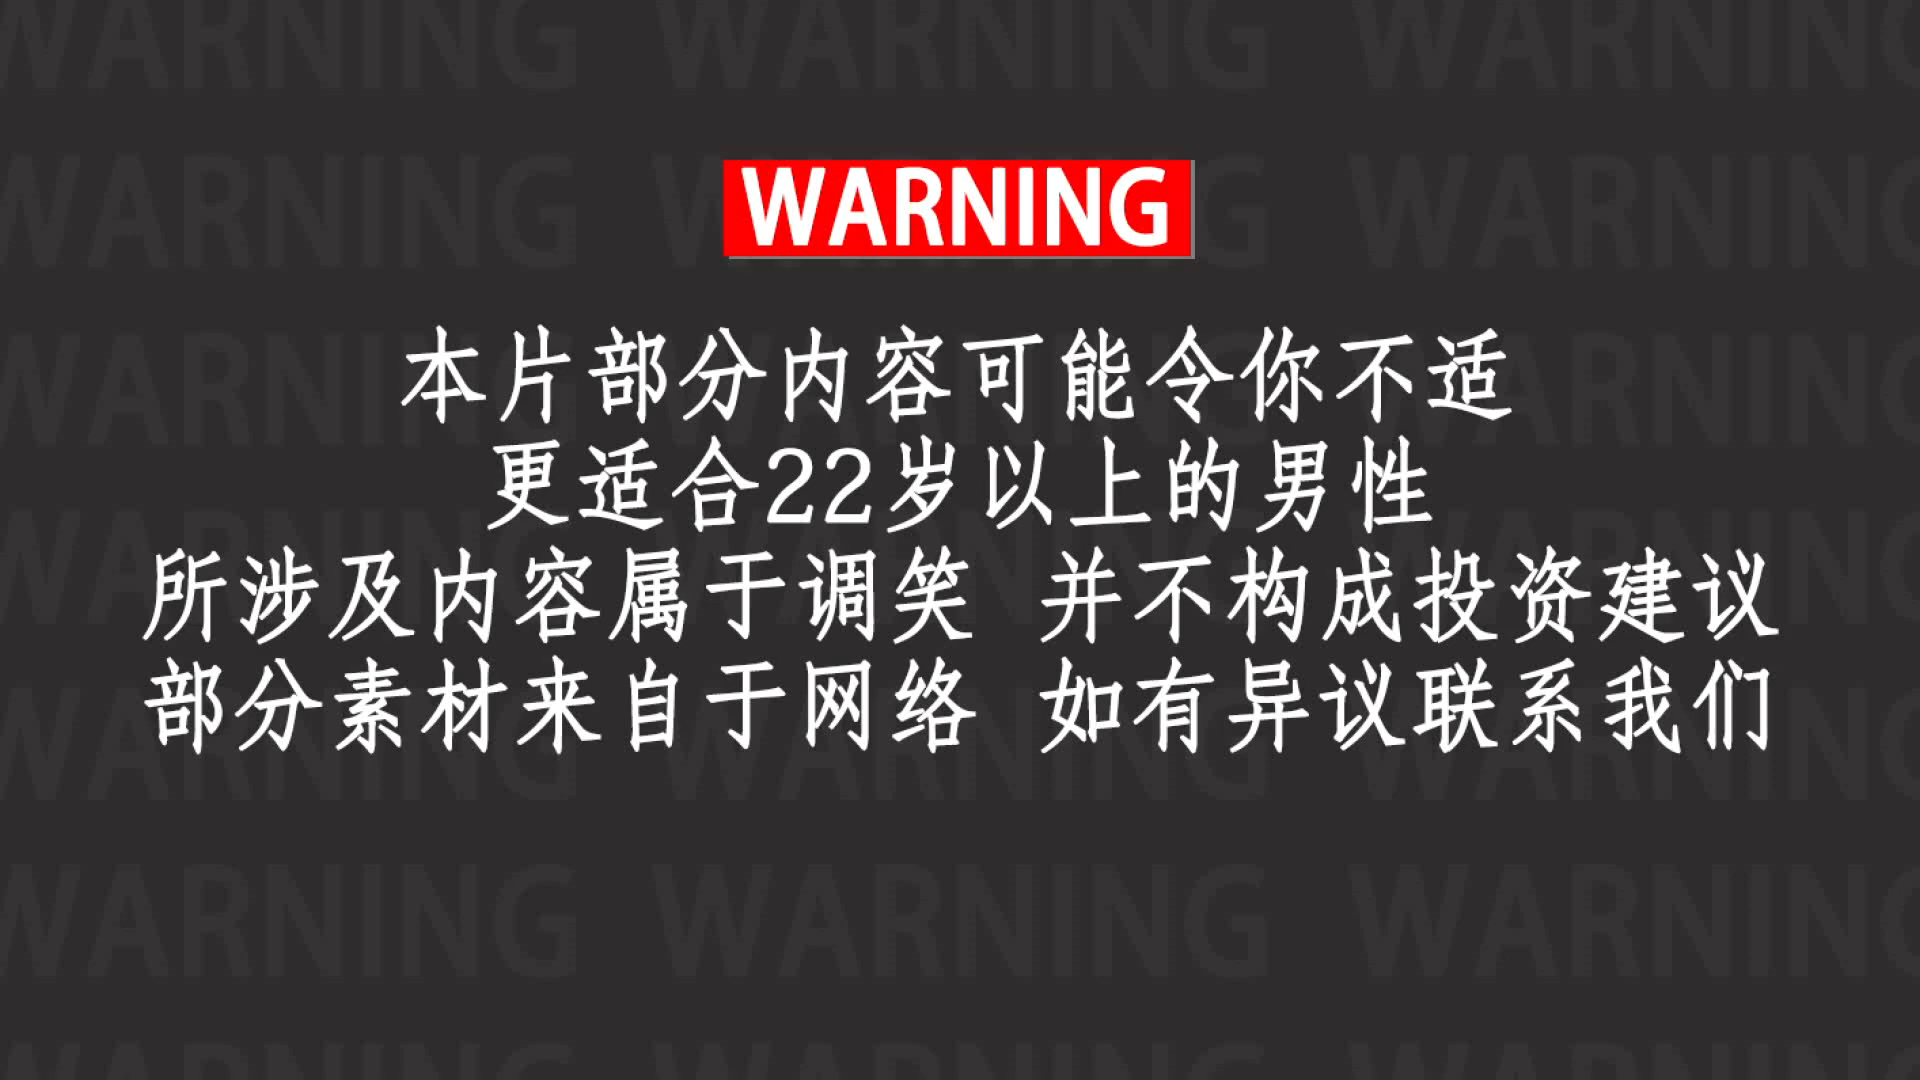 WARNING
本片部分内容可能令你不适
更适合22岁以上的男性
所涉及内容属于调笑 并不构成投资建议
部分素材来自于网络 如有异议联系我们